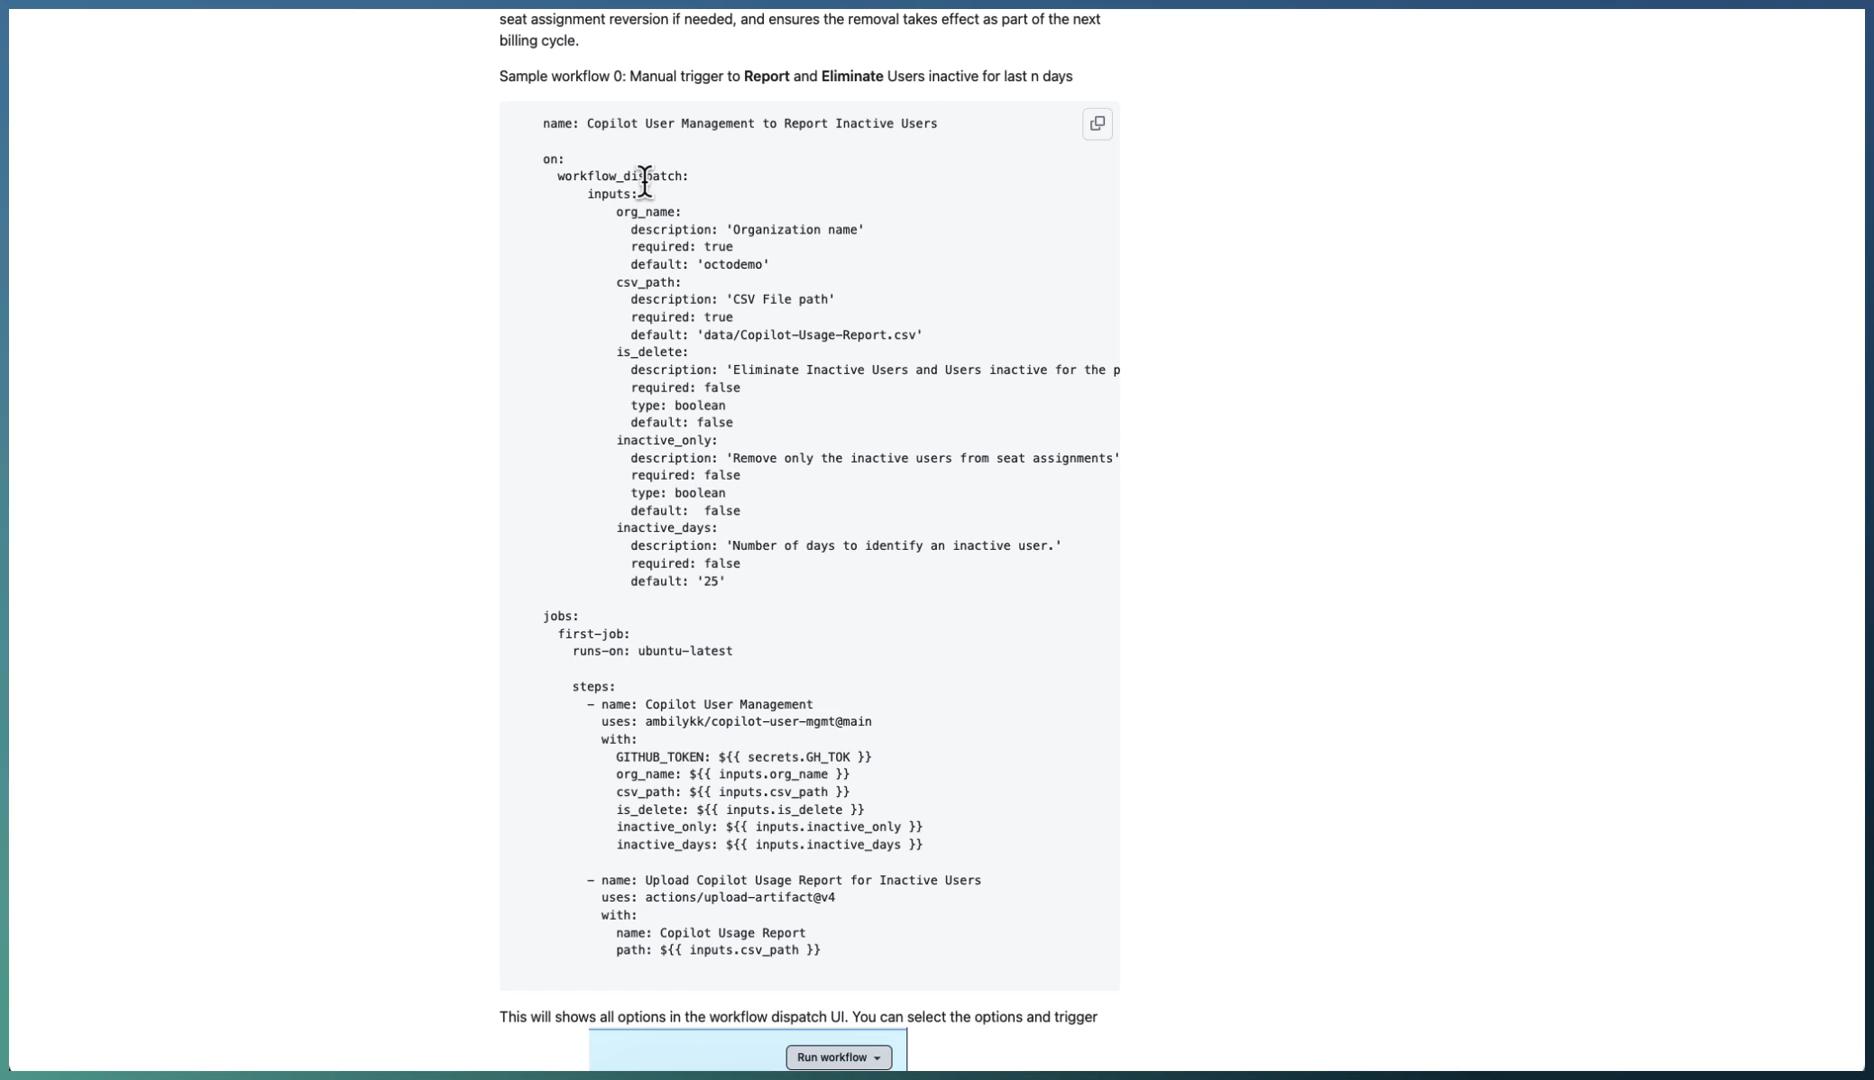 seat assignment reversion if needed, and ensures the removal takes effect as part of the next
billing cycle.
Sample workflow 0: Manual trigger to Report and Eliminate Users inactive for last n days
name: Copilot User Management to Report Inactive Users
on:
workflow_dispatch:
inputs:
org_name:
description: 'Organization name'
required: true
default: 'octodemo'
csv_path:
description: 'CSV File path'
required: true
default: 'data/Copilot-Usage-Report.csv'
is_delete:
description: 'Eliminate Inactive Users and Users inactive for the p
required: false
type: boolean
default: false
inactive_only:
description: 'Remove only the inactive users from seat assignments'
required: false
type: boolean
default:  false
inactive_days:
description: 'Number of days to identify an inactive user.'
required: false
default: '25'
jobs:
first-job:
runs-on: ubuntu-latest
steps:
- name: Copilot User Management
uses: ambilykk/copilot-user-mgmt@main
with:
GITHUB_TOKEN: ${{ secrets.GH_TOK }}
org_name: ${{ inputs.org_name }}
csv_path: ${{ inputs.csv_path }}
is_delete: ${{ inputs.is_delete }}
inactive_only: ${{ inputs.inactive_only }}
inactive_days: ${{ inputs.inactive_days }}
- name: Upload Copilot Usage Report for Inactive Users
uses: actions/upload-artifact@v4
with:
name: Copilot Usage Report
path: ${{ inputs.csv_path }}
This will shows all options in the workflow dispatch UI. You can select the options and trigger
Run workflow